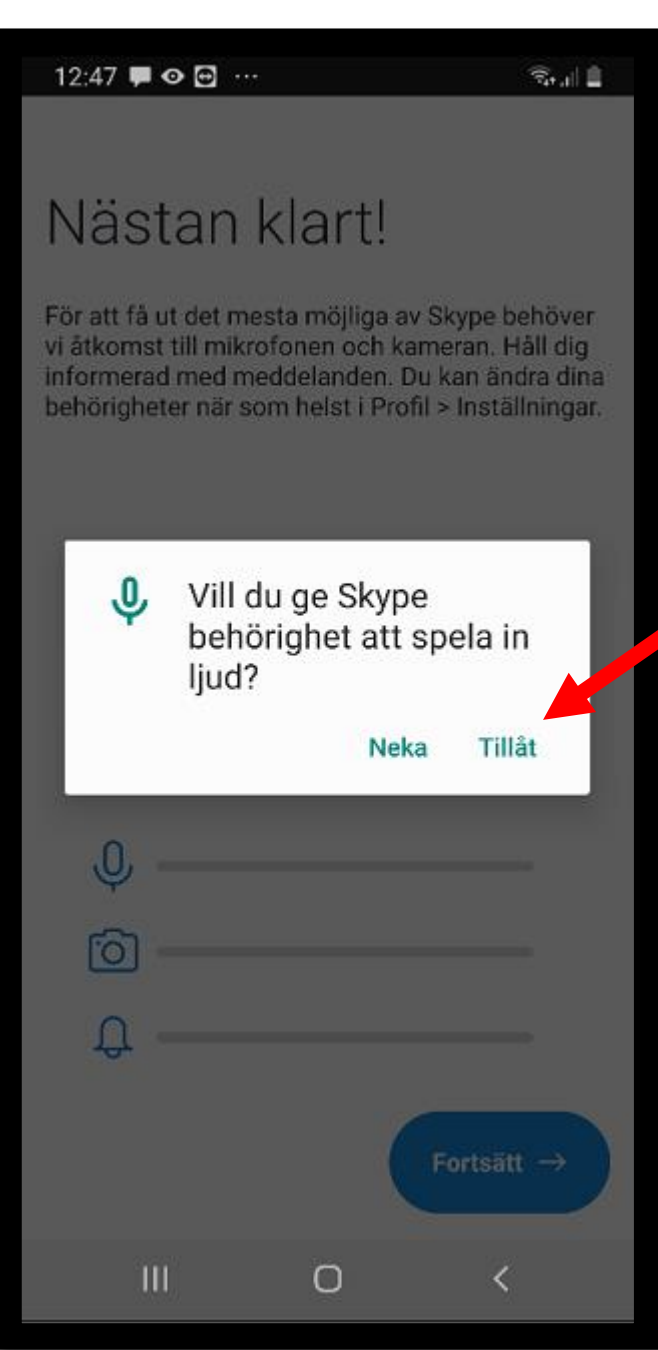 12:47
Nästan klart!
För att få ut det mesta möjliga av Skype behöver
vi åtkomst till mikrofonen och kameran. Håll dig
informerad med meddelanden. Du kan ändra dina
behörigheter när som helst i Profil > Inställningar.
Vill du ge Skype
behörighet att spela in
ljud?
Neka Tillåt
Fortsätt →